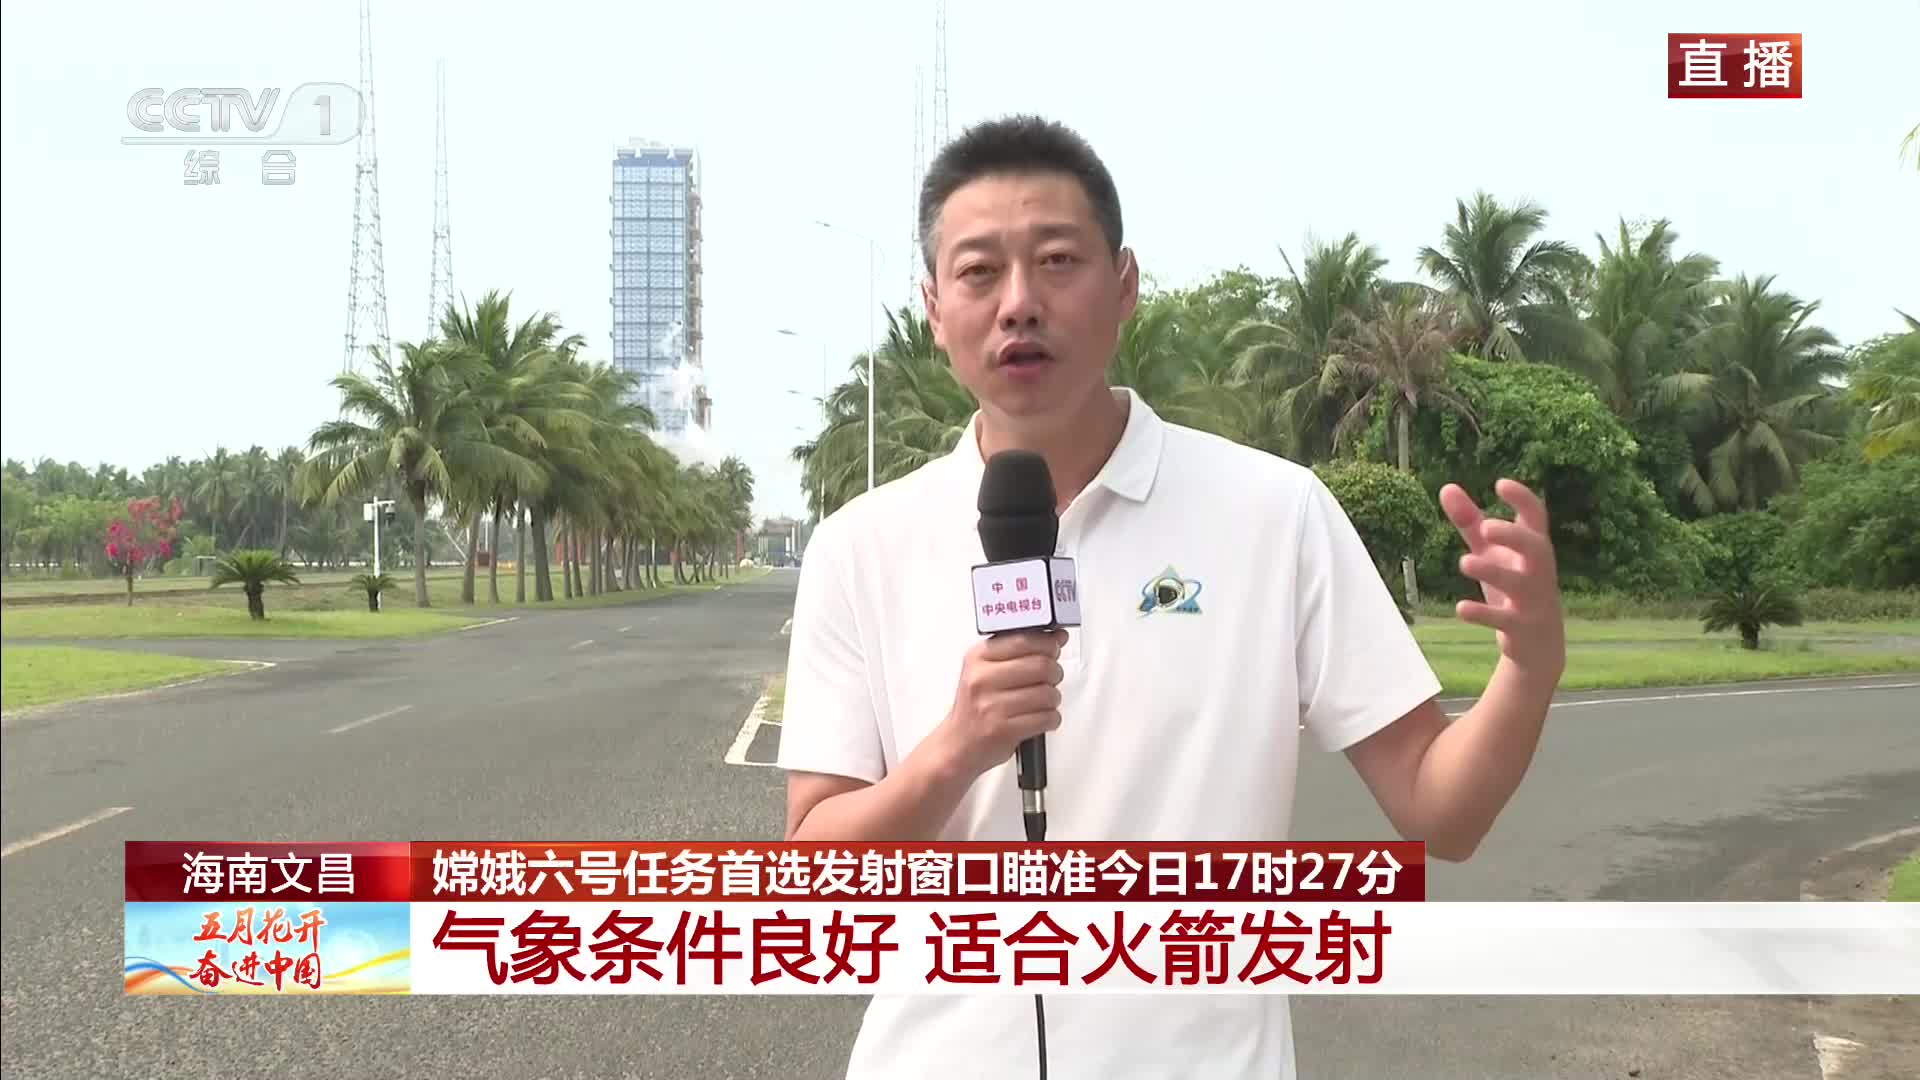 CCTV 1
综 合
直播
中 国
中央电视台
CCTV
海南文昌
嫦娥六号任务首选发射窗口瞄准今日17时27分
五月花开
奋进中国
气象条件良好 适合火箭发射